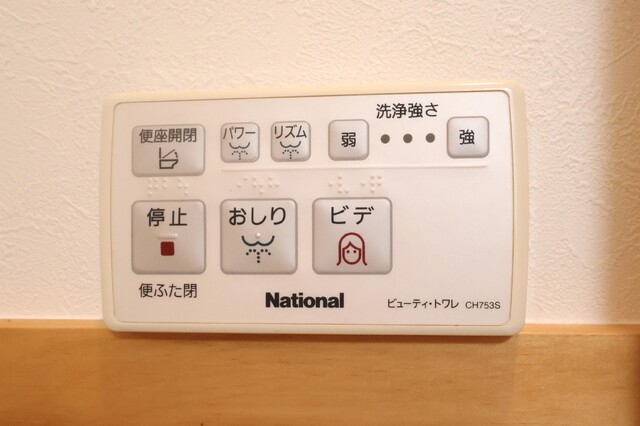 洗浄強さ
便座開閉 パワー リズム 弱 強
停止 おしり ビデ
便ふた閉
National
ビューティ・トワレ CH753S